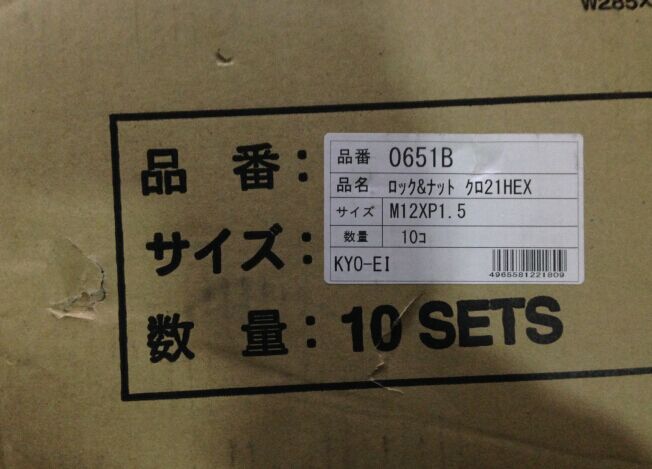 W285X
品番:
サイズ:
数量: 10 SETS
品番 0651B
品名 ロック&ナット クロ21HEX
サイズ M12XP1.5
数量 10コ
KYO-EI
4965581221809